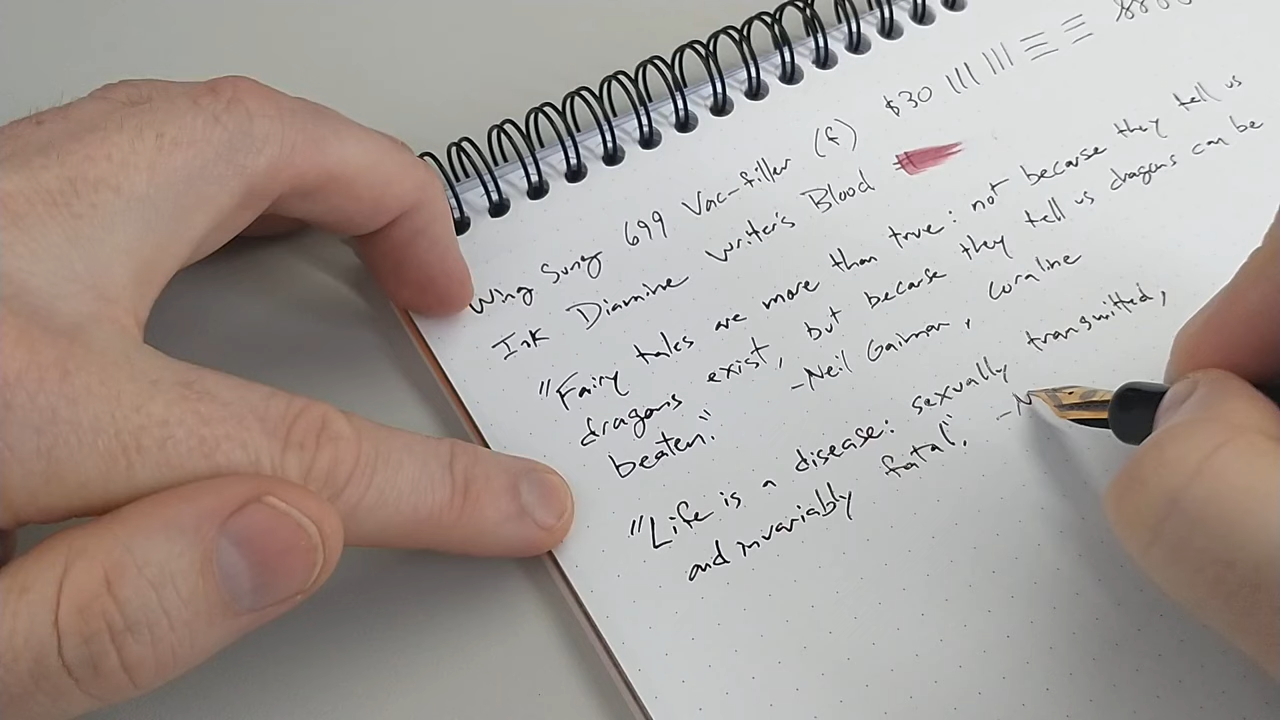 Wing Sung 699 Vac-filler (f) $30 ||| ||| 三 三
Ink Diamine Writer's Blood
"Fairy tales are more than true: not because they tell us
dragons exist, but because they tell us dragons can be
beaten." -Neil Gaiman, Coraline
"Life is a disease: sexually transmitted,
and invariably fatal". -N